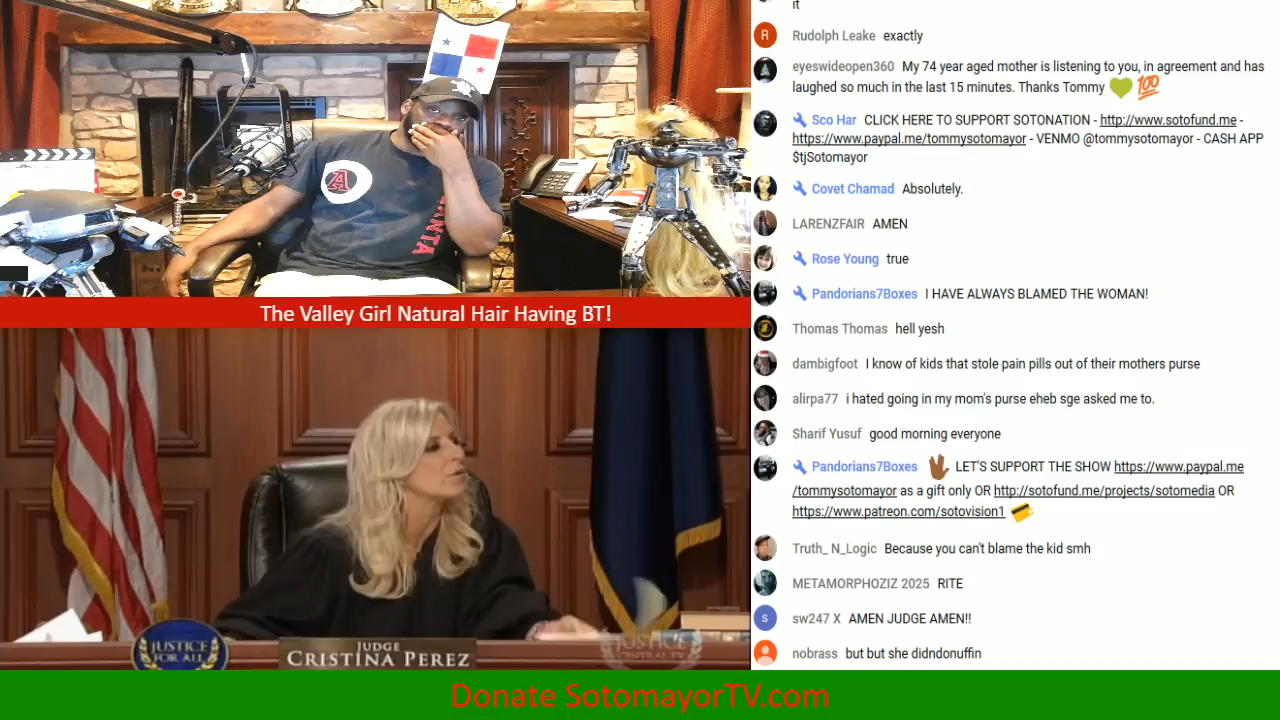 ANTA
A
The Valley Girl Natural Hair Having BT!
JUSTICE
FOR ALL
JUDGE
CRISTINA PEREZ
JUSTICE
CENTRAL.TV
it
Rudolph Leake exactly
eyeswideopen360 My 74 year aged mother is listening to you, in agreement and has
laughed so much in the last 15 minutes. Thanks Tommy 💚 💯
Sco Har CLICK HERE TO SUPPORT SOTONATION - http://www.sotofund.me -
https://www.paypal.me/tommysotomayor - VENMO @tommysotomayor - CASH APP
$tjSotomayor
Covet Chamad Absolutely.
LARENZFAIR AMEN
Rose Young true
Pandorians7Boxes I HAVE ALWAYS BLAMED THE WOMAN!
Thomas Thomas hell yesh
dambigfoot I know of kids that stole pain pills out of their mothers purse
alirpa77 i hated going in my mom's purse eheb sge asked me to.
Sharif Yusuf good morning everyone
Pandorians7Boxes 🖖🏾 LET'S SUPPORT THE SHOW https://www.paypal.me
/tommysotomayor as a gift only OR http://sotofund.me/projects/sotomedia OR
https://www.patreon.com/sotovision1 💳
Truth_ N_Logic Because you can't blame the kid smh
METAMORPHOZIZ 2025 RITE
sw247 X AMEN JUDGE AMEN!!
nobrass but but she didndonuffin
Donate SotomayorTV.com